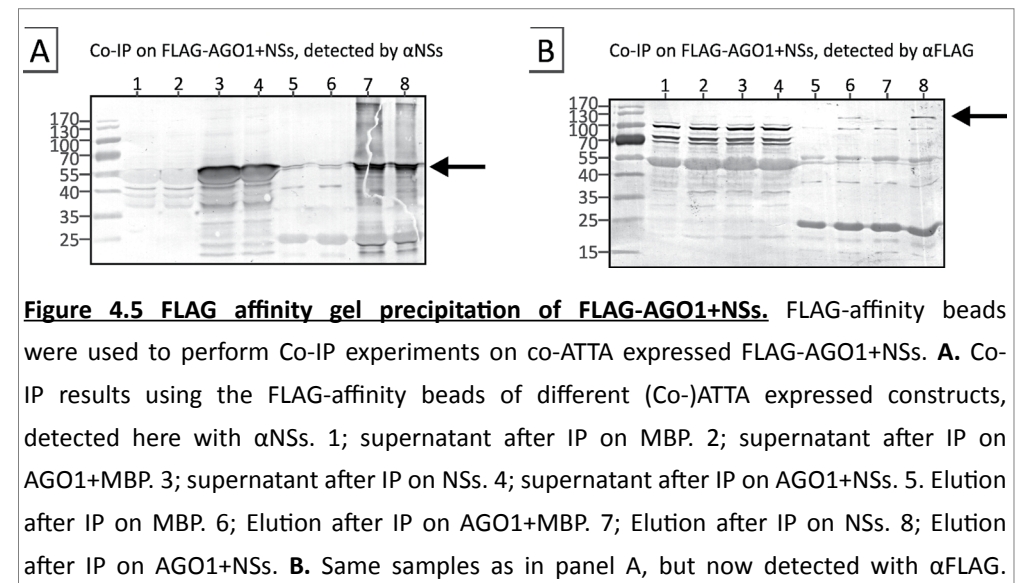 A
Co-IP on FLAG-AGO1+NSs, detected by αNSs
1 2 3 4 5 6 7 8
170
130
100
70
55
40
35
25
B
Co-IP on FLAG-AGO1+NSs, detected by αFLAG
1 2 3 4 5 6 7 8
170
130
100
70
55
40
35
25
15
Figure 4.5 FLAG affinity gel precipitation of FLAG-AGO1+NSs. FLAG-affinity beads
were used to perform Co-IP experiments on co-ATTA expressed FLAG-AGO1+NSs. A. Co-
IP results using the FLAG-affinity beads of different (Co-)ATTA expressed constructs,
detected here with αNSs. 1; supernatant after IP on MBP. 2; supernatant after IP on
AGO1+MBP. 3; supernatant after IP on NSs. 4; supernatant after IP on AGO1+NSs. 5. Elution
after IP on MBP. 6; Elution after IP on AGO1+MBP. 7; Elution after IP on NSs. 8; Elution
after IP on AGO1+NSs. B. Same samples as in panel A, but now detected with αFLAG.